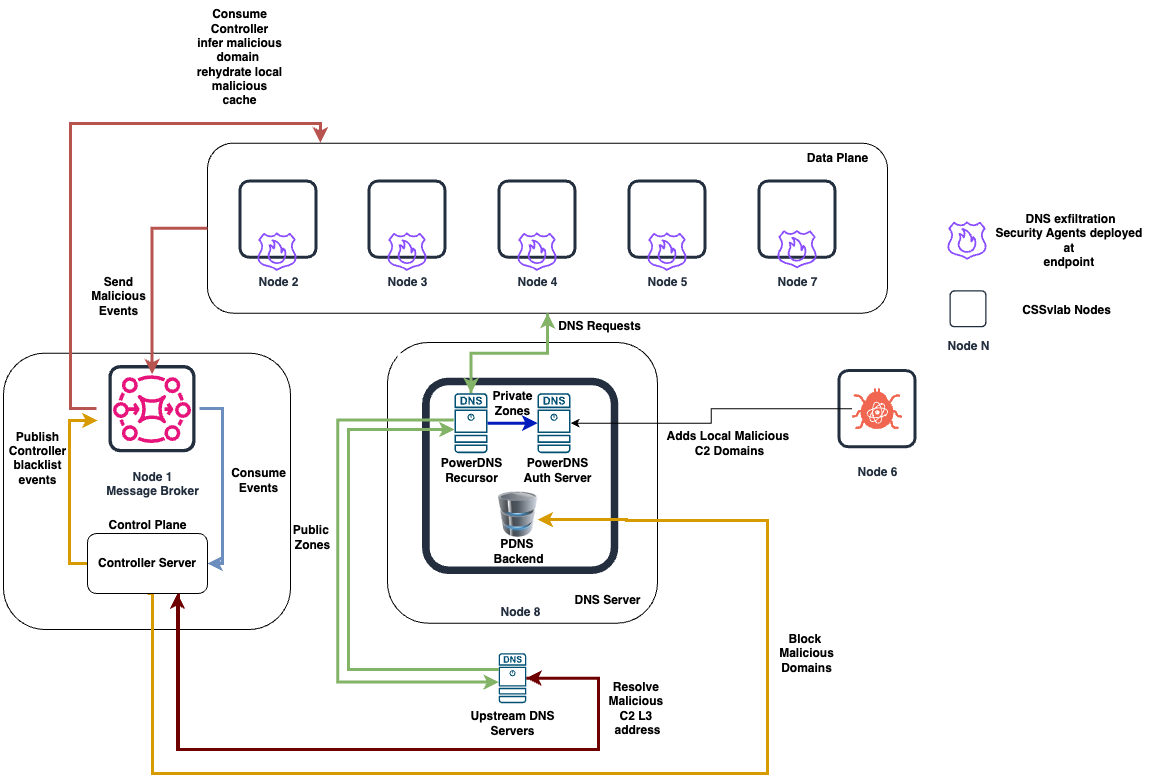 Consume
Controller
infer malicious
domain
rehydrate local
malicious
cache
Data Plane
Node 2
Node 3
Node 4
Node 5
Node 7
DNS exfiltration
Security Agents deployed
at
endpoint
CSSvlab Nodes
Node N
Send
Malicious
Events
DNS Requests
Publish
Controller
blacklist
events
Node 1
Message Broker
Consume
Events
Control Plane
Controller Server
Public
Zones
DNS
Private
Zones
DNS
PowerDNS
Recursor
PowerDNS
Auth Server
PDNS
Backend
DNS Server
Node 8
Adds Local Malicious
C2 Domains
Node 6
DNS
Upstream DNS
Servers
Resolve
Malicious
C2 L3
address
Block
Malicious
Domains